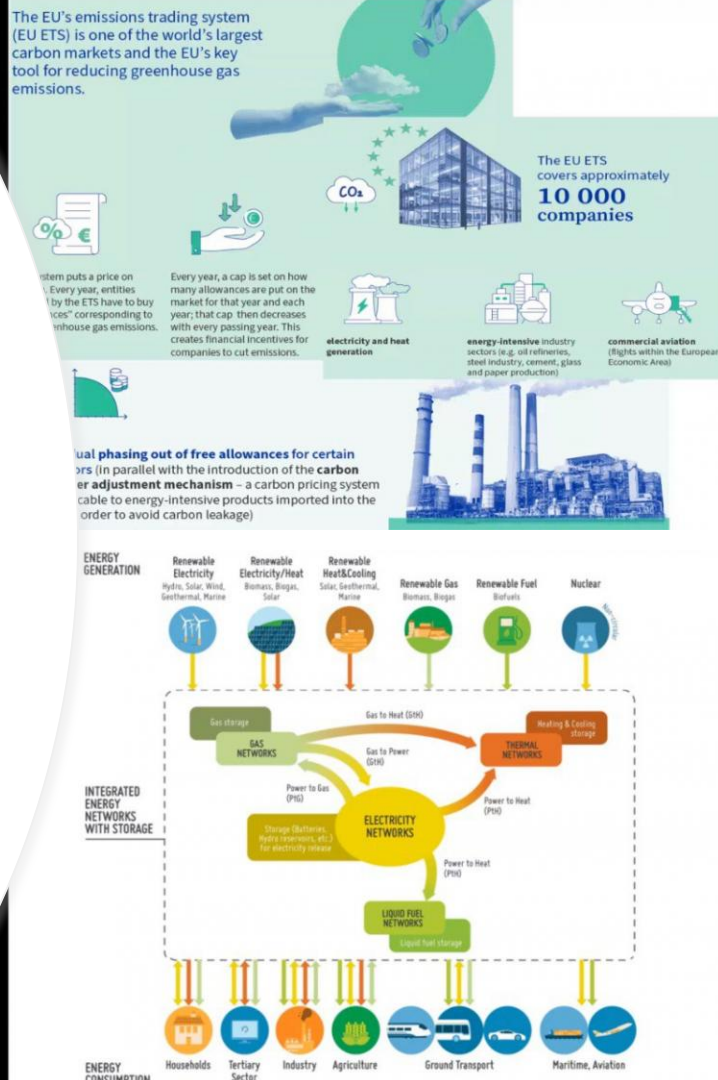 The EU's emissions trading system
(EU ETS) is one of the world's largest
carbon markets and the EU's key
tool for reducing greenhouse gas
emissions.
CO₂
The EU ETS
covers approximately
10 000
companies
% €
puts a price on
Every year, entities
by the ETS have to buy
corresponding to
gas emissions.
Every year, a cap is set on how
many allowances are put on the
market for that year and each
year; that cap then decreases
with every passing year. This
creates financial incentives for
companies to cut emissions.
electricity and heat
generation
energy-intensive industry
sectors (e.g. oil refineries,
steel industry, cement, glass
and paper production)
commercial aviation
(flights within the European
Economic Area)
phasing out of free allowances for certain
(in parallel with the introduction of the carbon
adjustment mechanism – a carbon pricing system
to energy-intensive products imported into the
order to avoid carbon leakage)
ENERGY
GENERATION
Renewable
Electricity
Hydro, Solar, Wind,
Geothermal, Marine
Renewable
Electricity/Heat
Biomass, Biogas,
Solar
Renewable
Heat&Cooling
Solar, Geothermal,
Marine
Renewable Gas
Biomass, Biogas
Renewable Fuel
Biofuels
Nuclear
Gas storage
GAS
NETWORKS
Gas to Heat (GtH)
Heating & Cooling
storage
THERMAL
NETWORKS
Gas to Power
(GtH)
Power to Gas
(PtG)
INTEGRATED
ENERGY
NETWORKS
WITH STORAGE
Storage (Batteries,
Hydro reservoirs, etc.)
for electricity release
ELECTRICITY
NETWORKS
Power to Heat
(PtH)
Power to Heat
(PtH)
LIQUID FUEL
NETWORKS
Liquid fuel storage
Households
Tertiary
Sector
Industry
Agriculture
Ground Transport
Maritime, Aviation
ENERGY
CONSUMPTION